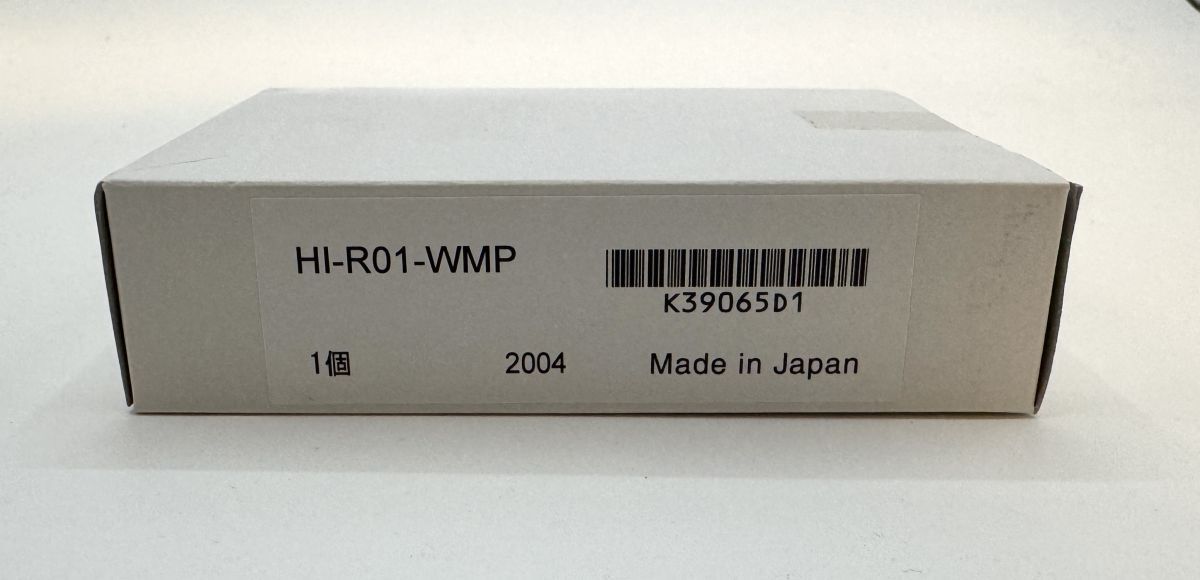 HI-R01-WMP
K39065D1
1個 2004 Made in Japan